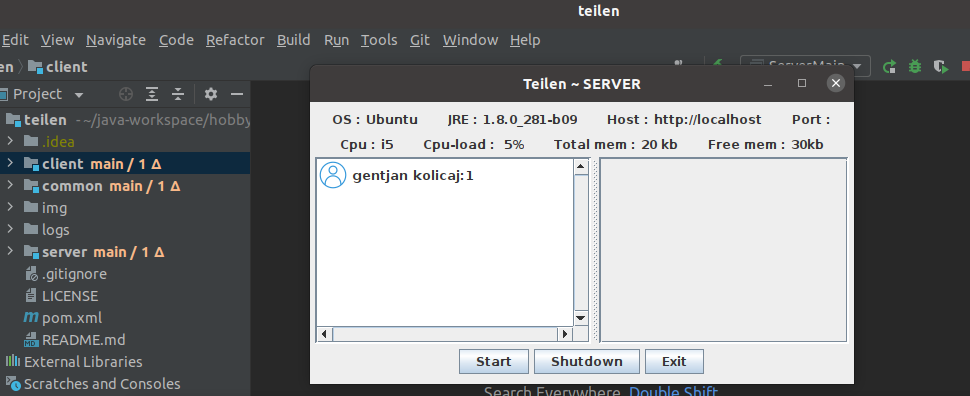 teilen
Edit View Navigate Code Refactor Build Run Tools Git Window Help
en client
ServerMain
Project
teilen ~/java-workspace/hobby
.idea
client main / 1 Δ
common main / 1 Δ
img
logs
server main / 1 Δ
.gitignore
LICENSE
pom.xml
README.md
External Libraries
Scratches and Consoles
Teilen ~ SERVER
OS : Ubuntu JRE : 1.8.0_281-b09 Host : http://localhost Port :
Cpu : i5 Cpu-load : 5% Total mem : 20 kb Free mem : 30kb
gentjan kolicaj:1
Start Shutdown Exit
Search Everywhere Double Shift